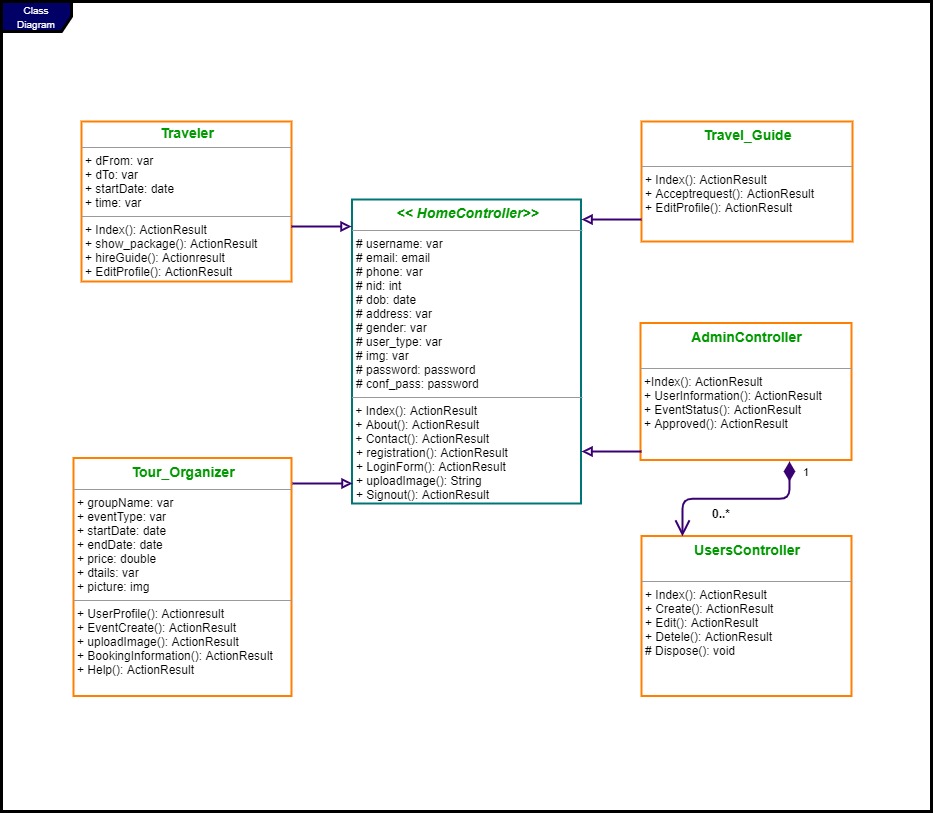 Class
Diagram
Traveler
+ dFrom: var
+ dTo: var
+ startDate: date
+ time: var
+ Index(): ActionResult
+ show_package(): ActionResult
+ hireGuide(): Actionresult
+ EditProfile(): ActionResult
<< HomeController>>
# username: var
# email: email
# phone: var
# nid: int
# dob: date
# address: var
# gender: var
# user_type: var
# img: var
# password: password
# conf_pass: password
+ Index(): ActionResult
+ About(): ActionResult
+ Contact(): ActionResult
+ registration(): ActionResult
+ LoginForm(): ActionResult
+ uploadImage(): String
+ Signout(): ActionResult
Travel_Guide
+ Index(): ActionResult
+ Acceptrequest(): ActionResult
+ EditProfile(): ActionResult
AdminController
+Index(): ActionResult
+ UserInformation(): ActionResult
+ EventStatus(): ActionResult
+ Approved(): ActionResult
1
0..*
Tour_Organizer
+ groupName: var
+ eventType: var
+ startDate: date
+ endDate: date
+ price: double
+ dtails: var
+ picture: img
+ UserProfile(): Actionresult
+ EventCreate(): ActionResult
+ uploadImage(): ActionResult
+ BookingInformation(): ActionResult
+ Help(): ActionResult
UsersController
+ Index(): ActionResult
+ Create(): ActionResult
+ Edit(): ActionResult
+ Detele(): ActionResult
# Dispose(): void